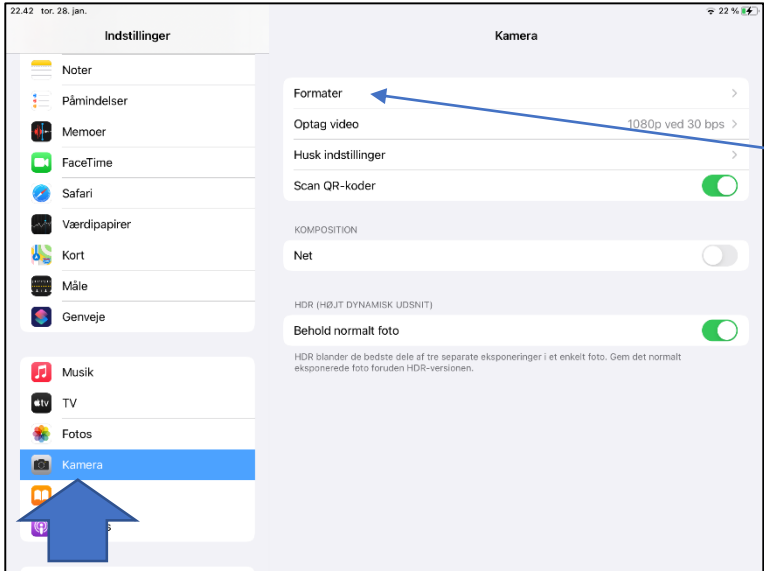 22.42 tor. 28. jan.
22 %
Indstillinger
Noter
Påmindelser
Memoer
FaceTime
Safari
Værdipapirer
Kort
Måle
Genveje
Musik
tv
TV
Fotos
Kamera
Kamera
Formater
Optag video 1080p ved 30 bps
Husk indstillinger
Scan QR-koder
KOMPOSITION
Net
HDR (HØJT DYNAMISK UDSNIT)
Behold normalt foto
HDR blander de bedste dele af tre separate eksponeringer i et enkelt foto. Gem det normalt
eksponerede foto foruden HDR-versionen.